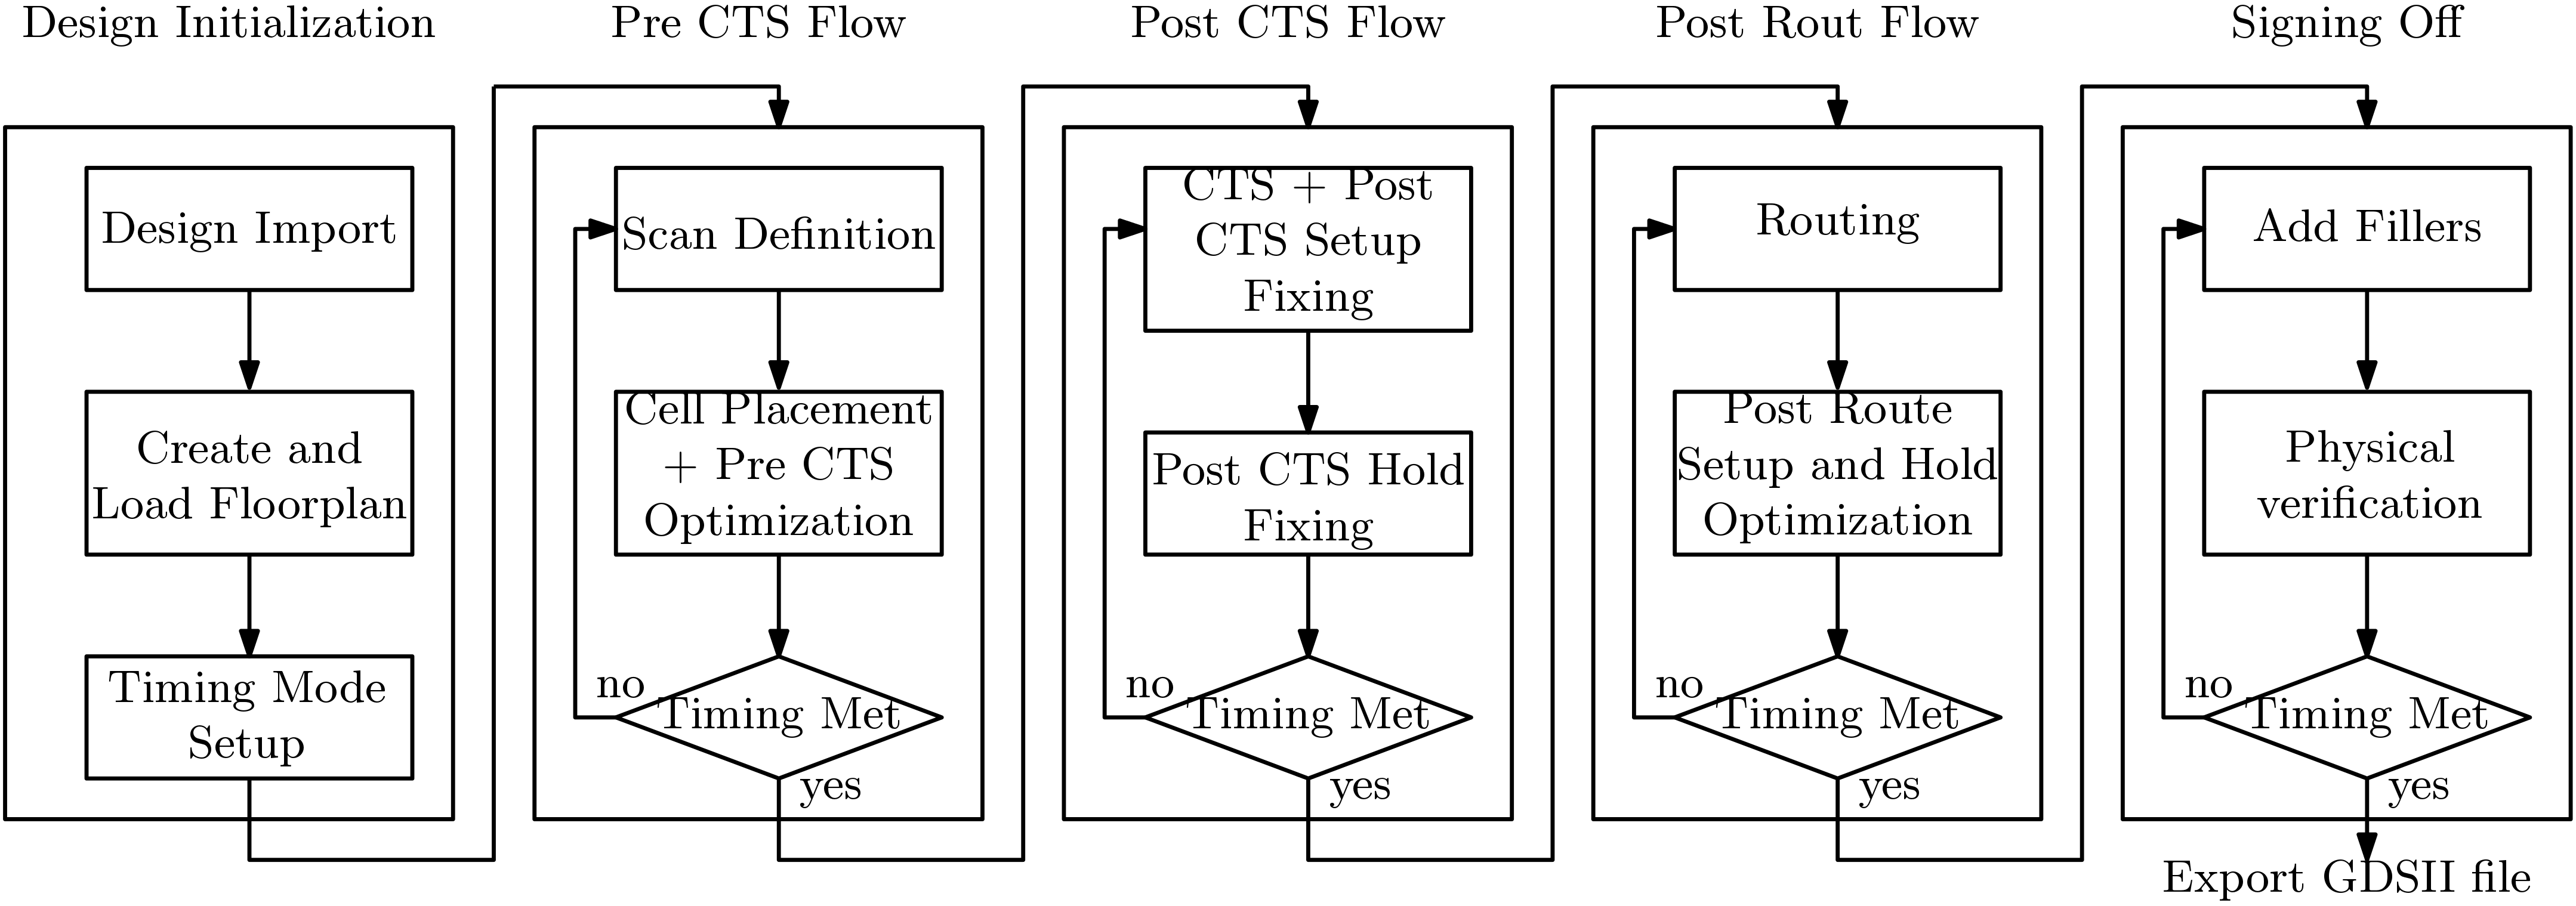 Design Initialization
Pre CTS Flow
Post CTS Flow
Post Rout Flow
Signing Off
Design Import
Create and
Load Floorplan
Timing Mode
Setup
Scan Definition
Cell Placement
+ Pre CTS
Optimization
no
Timing Met
yes
CTS + Post
CTS Setup
Fixing
Post CTS Hold
Fixing
no
Timing Met
yes
Routing
Post Route
Setup and Hold
Optimization
no
Timing Met
yes
Add Fillers
Physical
verification
no
Timing Met
yes
Export GDSII file